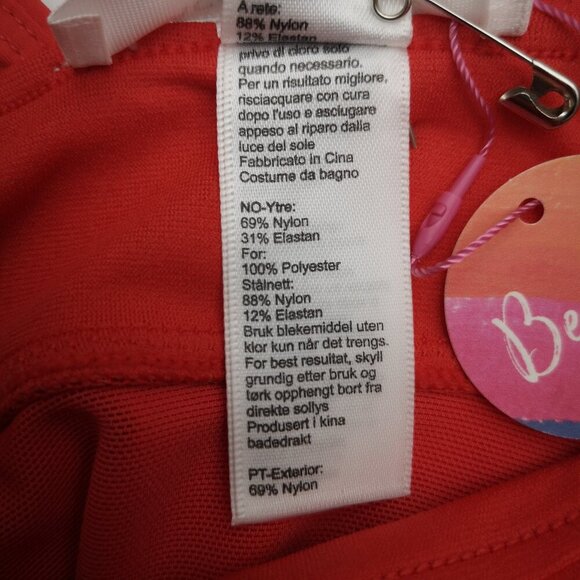 A rete:
88% Nylon
12% Elastan
privo di cloro solo
quando necessario.
Per un risultato migliore,
risciacquare con cura
dopo l'uso e asciugare
appeso al riparo dalla
luce del sole
Fabbricato in Cina
Costume da bagno
NO-Ytre:
69% Nylon
31% Elastan
For:
100% Polyester
Stålnett:
88% Nylon
12% Elastan
Bruk blekemiddel uten
klor kun når det trengs.
For best resultat, skyll
grundig etter bruk og
tørk opphengt bort fra
direkte sollys
Produsert i kina
badedrakt
PT-Exterior:
69% Nylon
Be